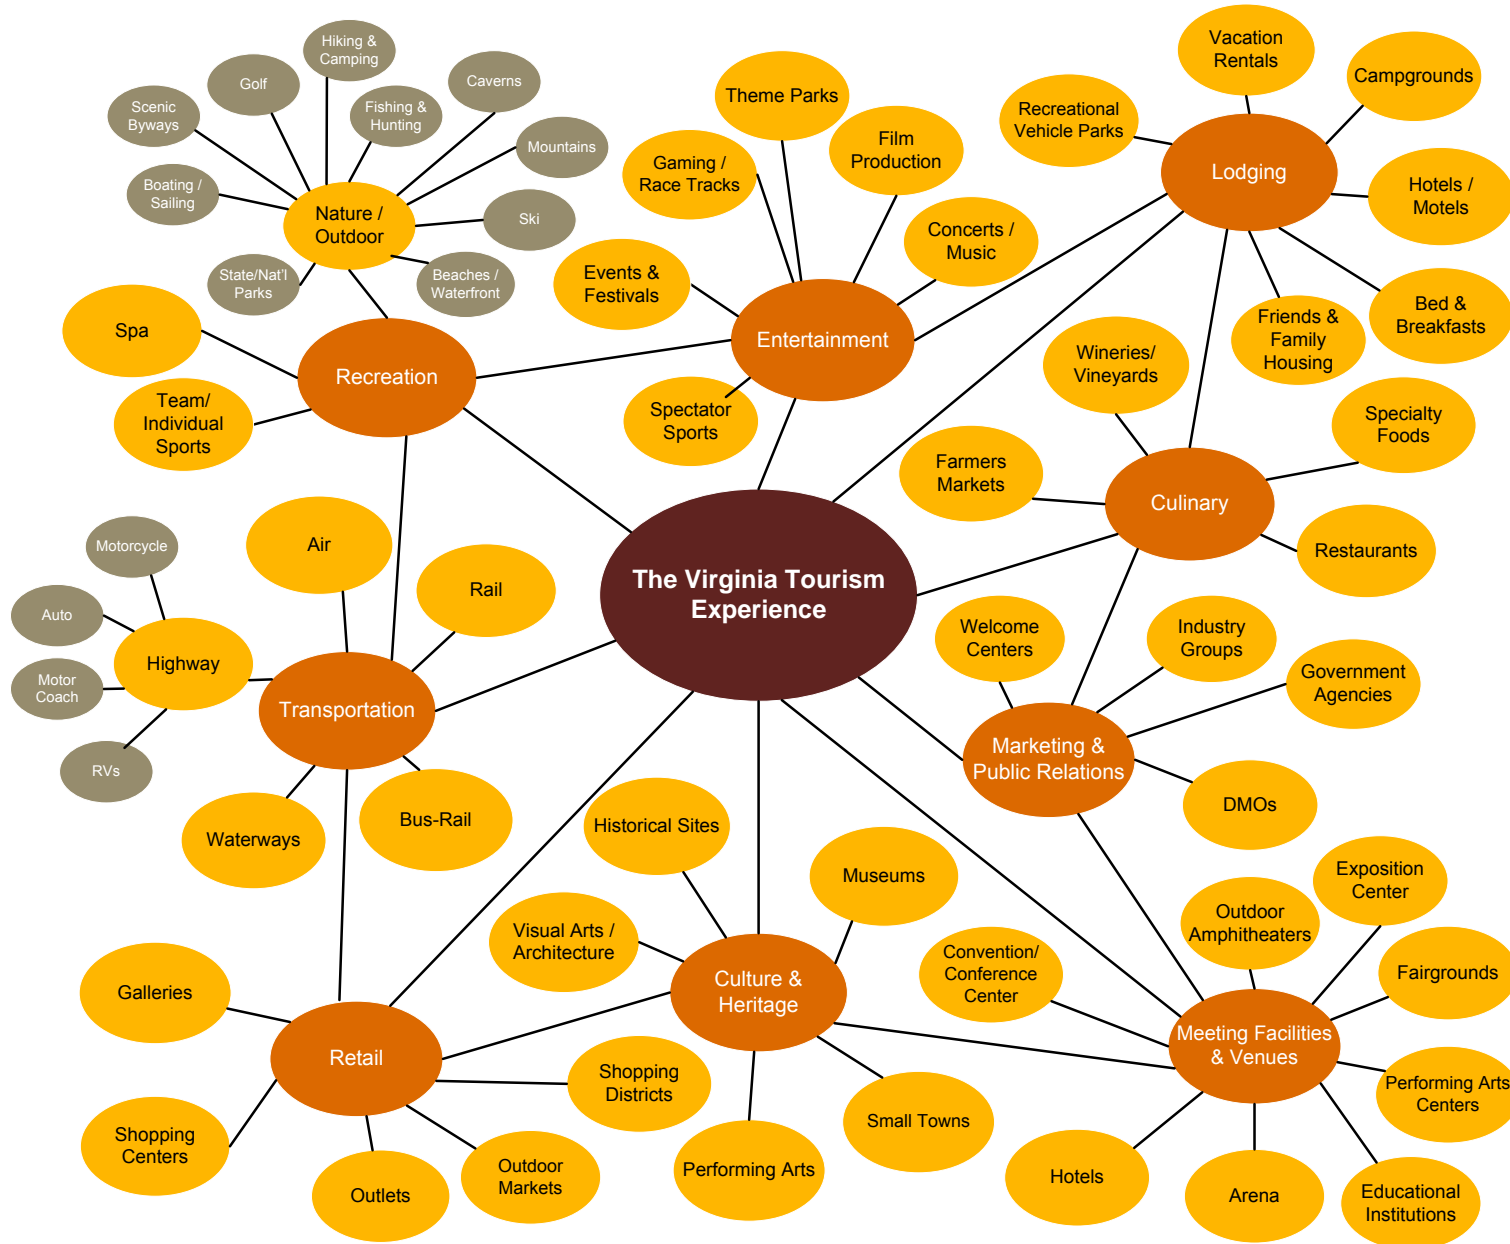 Hiking &
Camping
Golf
Caverns
Scenic
Byways
Fishing &
Hunting
Mountains
Boating /
Sailing
Nature /
Outdoor
Ski
State/Nat'l
Parks
Beaches /
Waterfront
Spa
Recreation
Team/
Individual
Sports
Theme Parks
Film
Production
Gaming /
Race Tracks
Concerts /
Music
Events &
Festivals
Entertainment
Spectator
Sports
Vacation
Rentals
Campgrounds
Recreational
Vehicle Parks
Lodging
Hotels /
Motels
Bed &
Breakfasts
Friends &
Family
Housing
Wineries/
Vineyards
Specialty
Foods
Farmers
Markets
Culinary
Restaurants
The Virginia Tourism
Experience
Air
Rail
Motorcycle
Auto
Highway
Motor
Coach
Transportation
RVs
Waterways
Bus-Rail
Welcome
Centers
Industry
Groups
Government
Agencies
Marketing &
Public Relations
DMOs
Historical Sites
Museums
Visual Arts /
Architecture
Culture &
Heritage
Small Towns
Performing Arts
Galleries
Retail
Shopping
Districts
Shopping
Centers
Outlets
Outdoor
Markets
Exposition
Center
Outdoor
Amphitheaters
Convention/
Conference
Center
Fairgrounds
Meeting Facilities
& Venues
Performing Arts
Centers
Hotels
Arena
Educational
Institutions